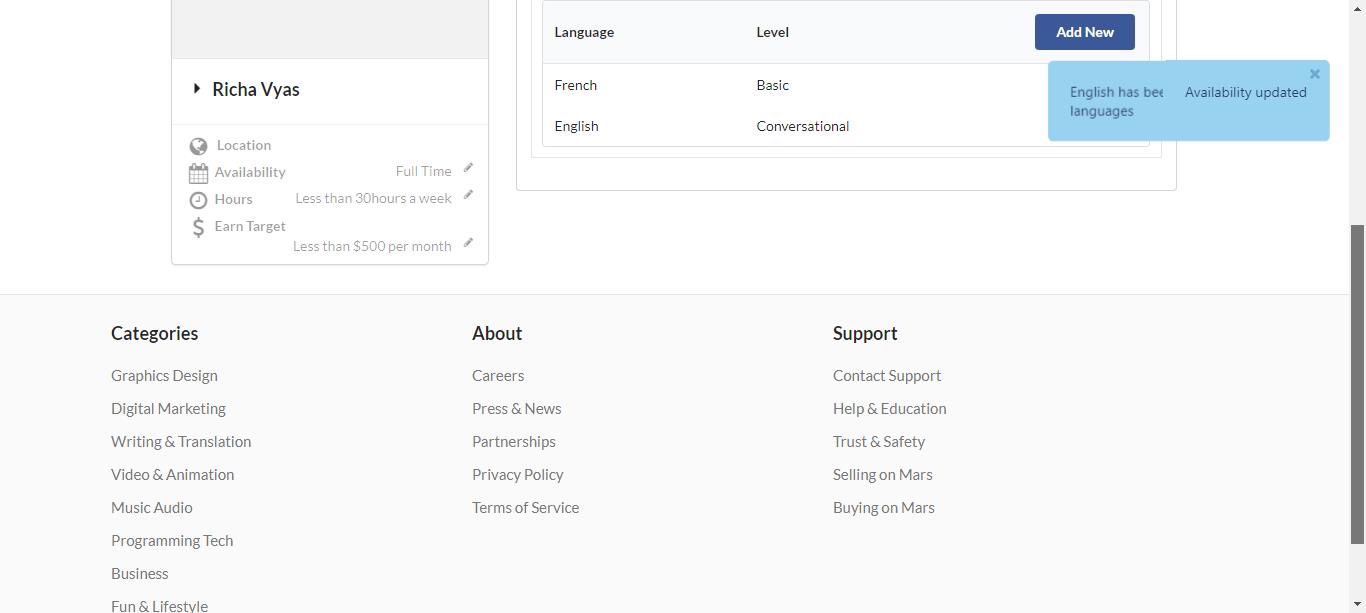 Language Level Add New
French Basic
English Conversational
English has
languages
Availability updated
Richa Vyas
Location
Availability Full Time
Hours Less than 30hours a week
Earn Target
Less than $500 per month
Categories
Graphics Design
Digital Marketing
Writing & Translation
Video & Animation
Music Audio
Programming Tech
Business
Fun & Lifestyle
About
Careers
Press & News
Partnerships
Privacy Policy
Terms of Service
Support
Contact Support
Help & Education
Trust & Safety
Selling on Mars
Buying on Mars